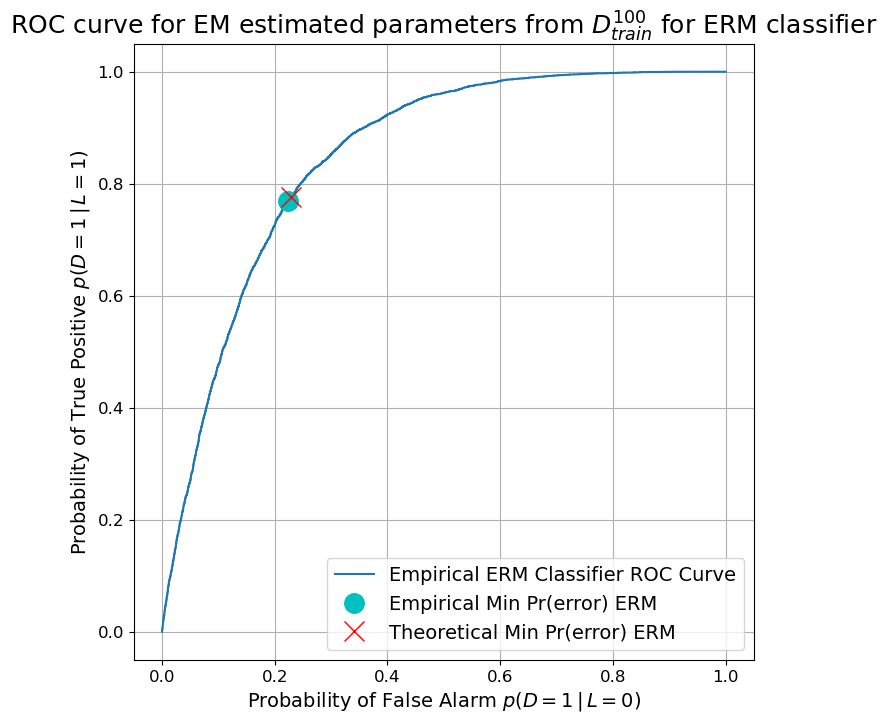 ROC curve for EM estimated parameters from $D_{train}^{100}$ for ERM classifier
1.0
0.8
0.6
0.4
0.2
0.0
Probability of True Positive p(D = 1 | L = 1)
Empirical ERM Classifier ROC Curve
Empirical Min Pr(error) ERM
Theoretical Min Pr(error) ERM
0.0 0.2 0.4 0.6 0.8 1.0
Probability of False Alarm p(D = 1 | L = 0)